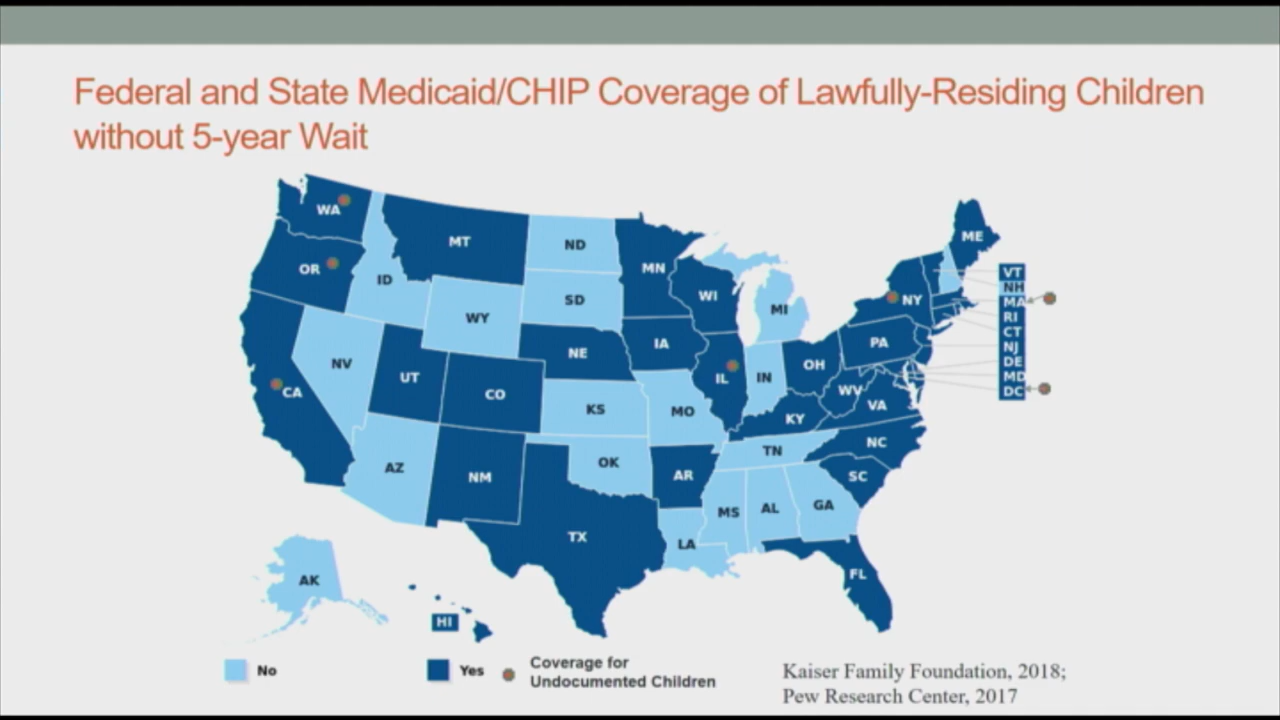 Federal and State Medicaid/CHIP Coverage of Lawfully-Residing Children
without 5-year Wait
WA
MT
ND
MN
ME
OR
ID
SD
WI
VT
NH
MA
RI
CT
NJ
DE
MD
DC
WY
MI
NY
NV
UT
CO
NE
IA
IL
IN
OH
PA
CA
KS
MO
KY
WV
VA
AZ
NM
OK
AR
TN
NC
SC
TX
LA
MS
AL
GA
FL
AK
HI
No
Yes
Coverage for
Undocumented Children
Kaiser Family Foundation, 2018;
Pew Research Center, 2017